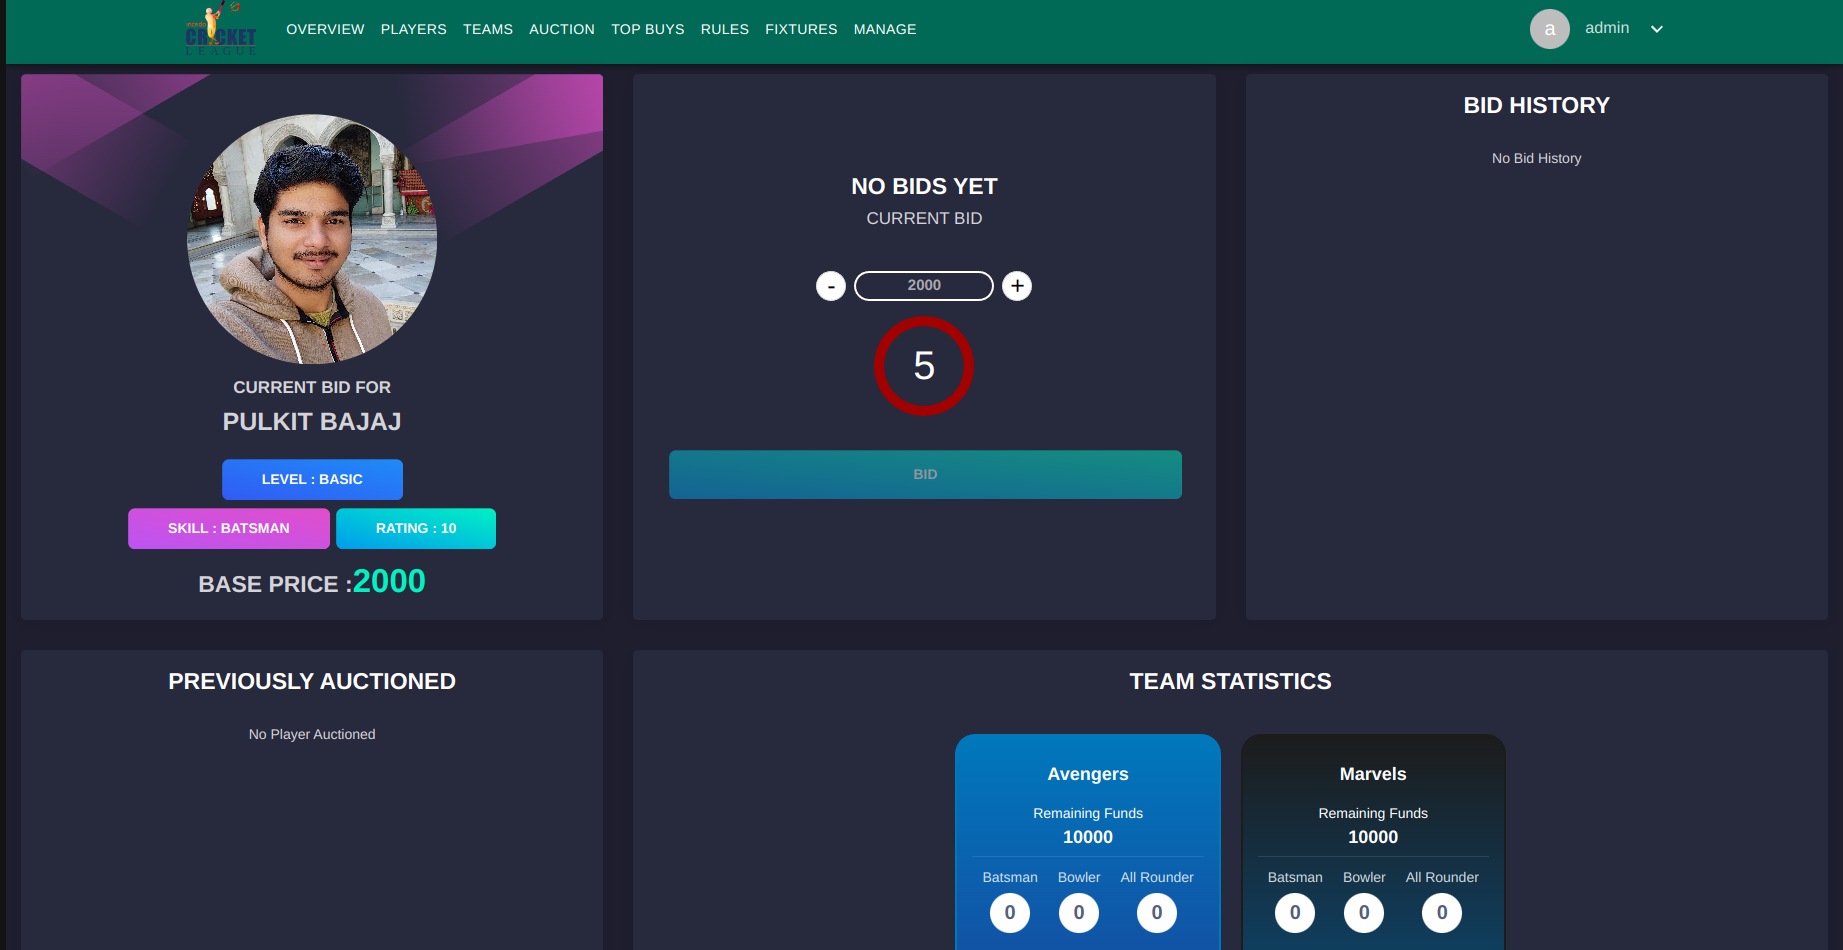 CRICKET
LEAGUE
OVERVIEW PLAYERS TEAMS AUCTION TOP BUYS RULES FIXTURES MANAGE
a admin
CURRENT BID FOR
PULKIT BAJAJ
LEVEL : BASIC
SKILL : BATSMAN RATING : 10
BASE PRICE :2000
NO BIDS YET
CURRENT BID
- 2000 +
5
BID
BID HISTORY
No Bid History
PREVIOUSLY AUCTIONED
No Player Auctioned
TEAM STATISTICS
Avengers
Remaining Funds
10000
Batsman Bowler All Rounder
0 0 0
Marvels
Remaining Funds
10000
Batsman Bowler All Rounder
0 0 0